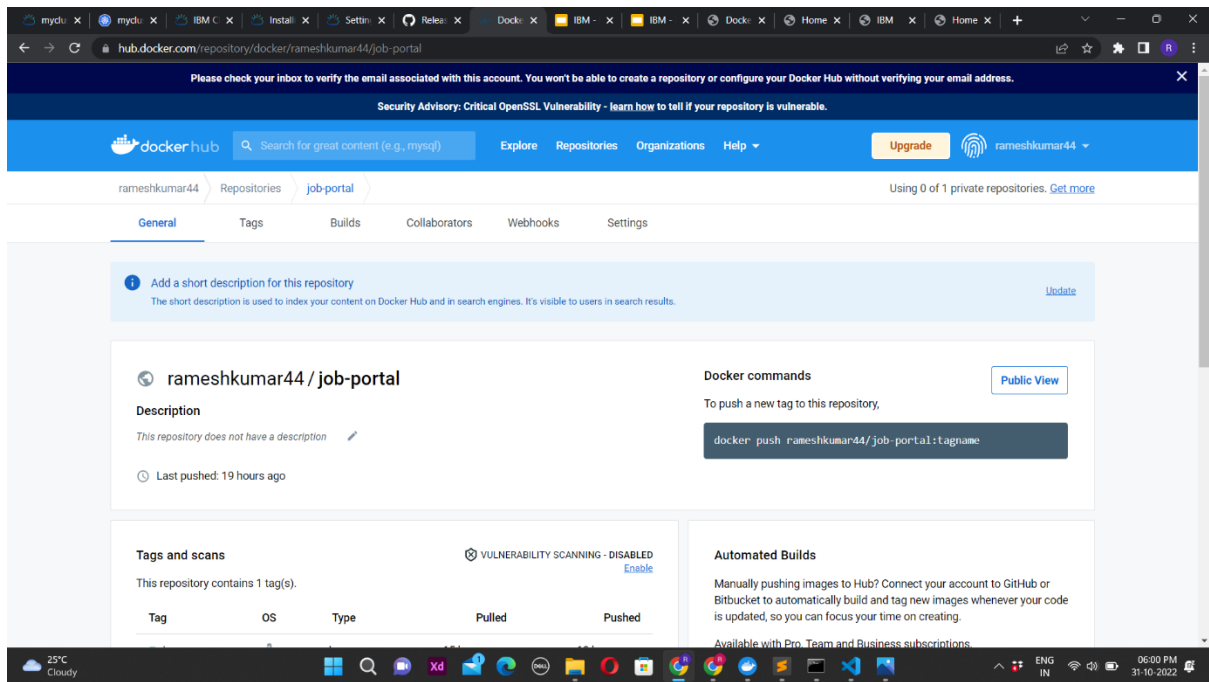 myclu
myclu
IBM C
Install
Settin
Releas
Docke
IBM -
IBM -
Docke
Home
IBM
Home
hub.docker.com/repository/docker/rameshkumar44/job-portal
R
Please check your inbox to verify the email associated with this account. You won't be able to create a repository or configure your Docker Hub without verifying your email address.
Security Advisory: Critical OpenSSL Vulnerability - learn how to tell if your repository is vulnerable.
docker hub
Search for great content (e.g., mysql)
Explore
Repositories
Organizations
Help
Upgrade
rameshkumar44
rameshkumar44
Repositories
job-portal
Using 0 of 1 private repositories. Get more
General
Tags
Builds
Collaborators
Webhooks
Settings
Add a short description for this repository
The short description is used to index your content on Docker Hub and in search engines. It's visible to users in search results.
Update
rameshkumar44 / job-portal
Description
This repository does not have a description
Last pushed: 19 hours ago
Docker commands
Public View
To push a new tag to this repository,
docker push rameshkumar44/job-portal:tagname
Tags and scans
VULNERABILITY SCANNING - DISABLED
Enable
This repository contains 1 tag(s).
Tag
OS
Type
Pulled
Pushed
Automated Builds
Manually pushing images to Hub? Connect your account to GitHub or
Bitbucket to automatically build and tag new images whenever your code
is updated, so you can focus your time on creating.
Available with Pro, Team and Business subscriptions.
25°C
Cloudy
Xd
1
DELL
ENG
IN
06:00 PM
31-10-2022